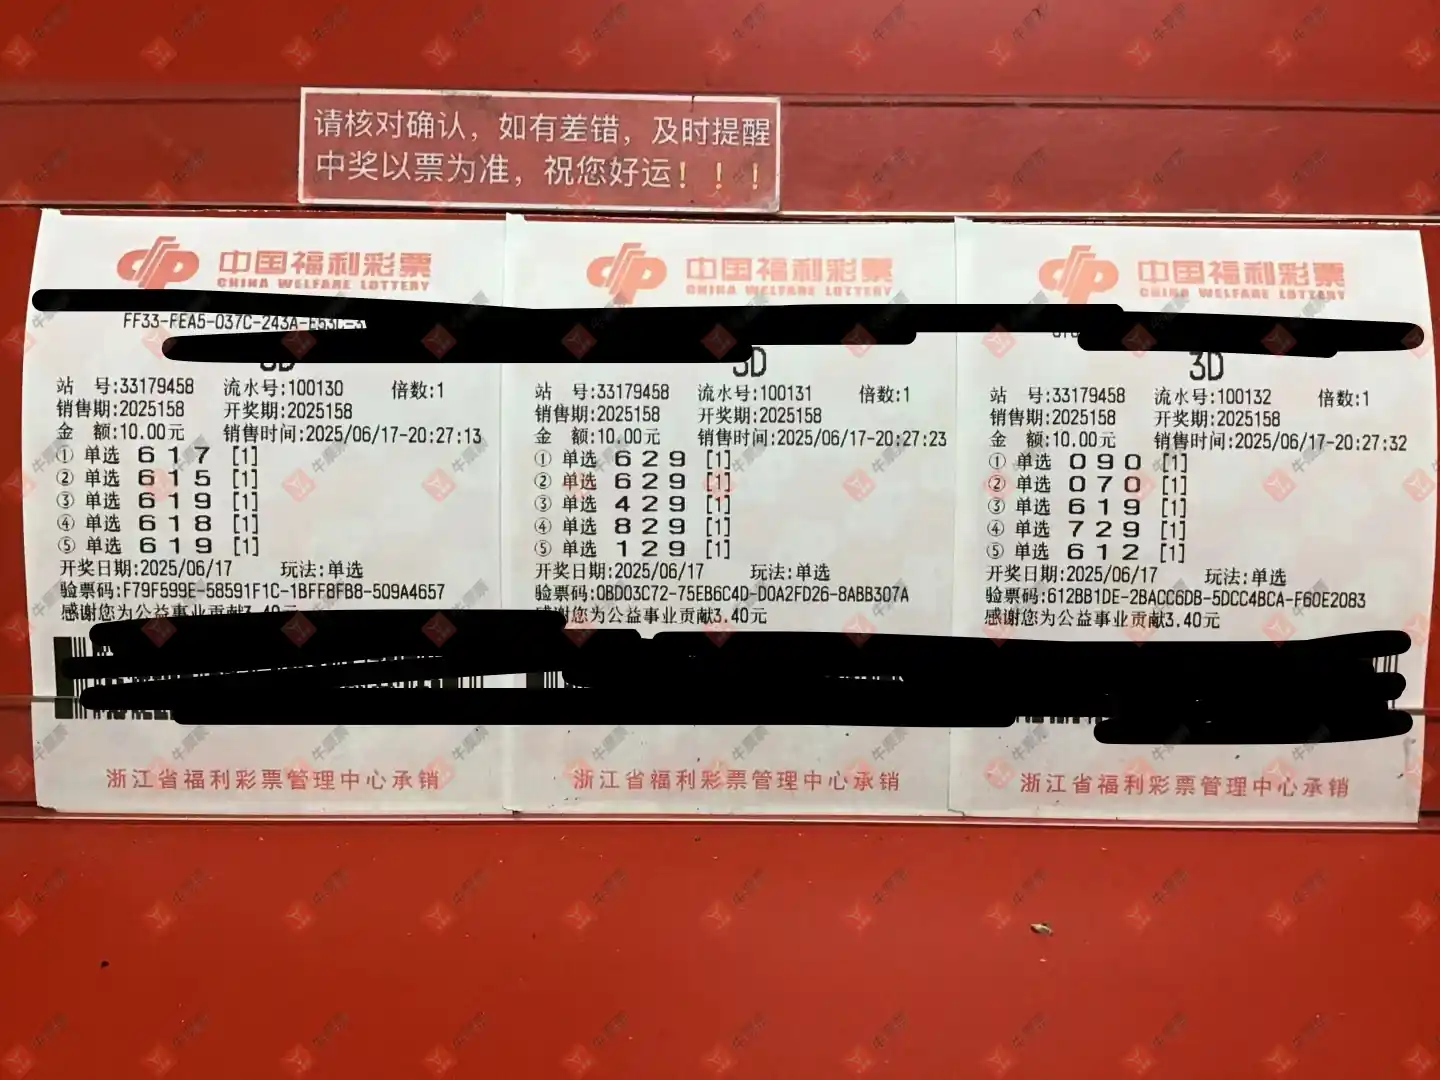 请核对确认，如有差错，及时提醒
中奖以票为准，祝您好运！！！
中国福利彩票
CHINA WELFARE LOTTERY
FF33-FEA5-037C-243A-
3D
站 号:33179458 流水号:100130 倍数:1
销售期:2025158 开奖期:2025158
金 额:10.00元 销售时间:2025/06/17-20:27:13
① 单选 6 1 7 [1]
② 单选 6 1 5 [1]
③ 单选 6 1 9 [1]
④ 单选 6 1 8 [1]
⑤ 单选 6 1 9 [1]
开奖日期:2025/06/17 玩法:单选
验票码:F79F599E-58591F1C-1BFF8FB8-509A4657
感谢您为公益事业贡献3.40元
浙江省福利彩票管理中心承销
中国福利彩票
CHINA WELFARE LOTTERY
3D
站 号:33179458 流水号:100131 倍数:1
销售期:2025158 开奖期:2025158
金 额:10.00元 销售时间:2025/06/17-20:27:23
① 单选 6 2 9 [1]
② 单选 6 2 9 [1]
③ 单选 4 2 9 [1]
④ 单选 8 2 9 [1]
⑤ 单选 1 2 9 [1]
开奖日期:2025/06/17 玩法:单选
验票码:0BD03C72-75EB6C4D-D0A2FD26-8ABB307A
感谢您为公益事业贡献3.40元
浙江省福利彩票管理中心承销
中国福利彩票
CHINA WELFARE LOTTERY
3D
站 号:33179458 流水号:100132 倍数:1
销售期:2025158 开奖期:2025158
金 额:10.00元 销售时间:2025/06/17-20:27:32
① 单选 0 9 0 [1]
② 单选 0 7 0 [1]
③ 单选 6 1 9 [1]
④ 单选 7 2 9 [1]
⑤ 单选 6 1 2 [1]
开奖日期:2025/06/17 玩法:单选
验票码:612BB1DE-2BACC6DB-5DCC4BCA-F60E2083
感谢您为公益事业贡献3.40元
浙江省福利彩票管理中心承销